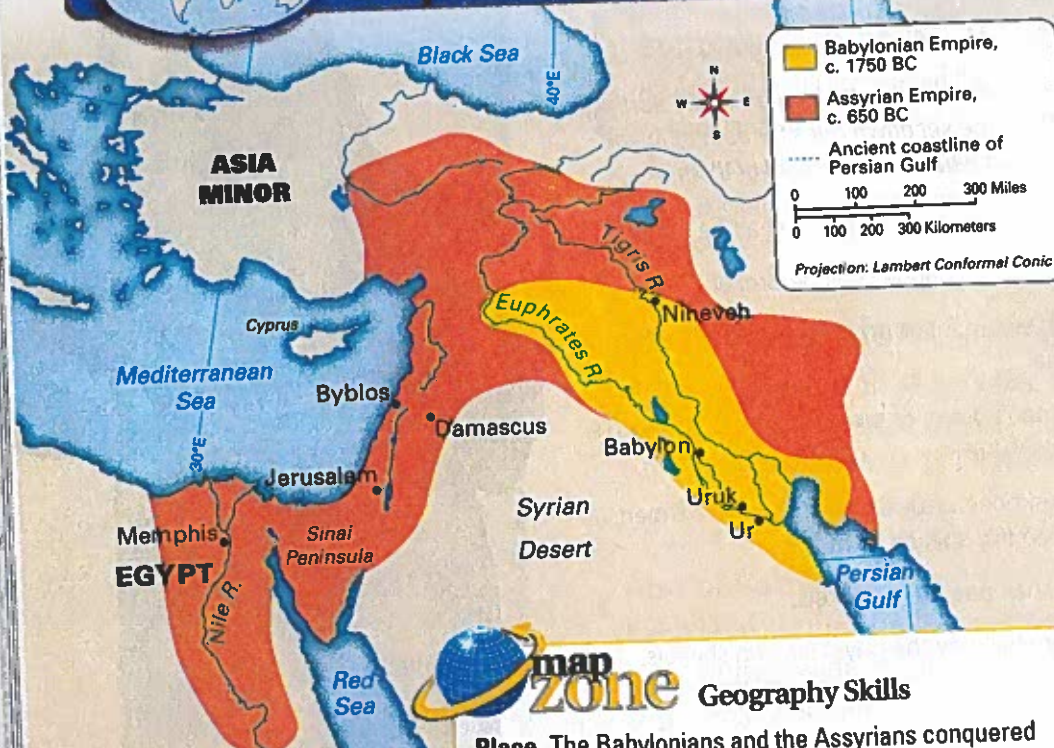 Black Sea
40°E
N
W E
S
Babylonian Empire,
c. 1750 BC
Assyrian Empire,
c. 650 BC
Ancient coastline of
Persian Gulf
0 100 200 300 Miles
0 100 200 300 Kilometers
Projection: Lambert Conformal Conic
ASIA
MINOR
Tigris R.
Nineveh
Euphrates R.
Cyprus
Mediterranean
Sea
Byblos
Damascus
30°E
Babylon
Jerusalem
Syrian
Desert
Uruk
Ur
Memphis
Sinai
Peninsula
EGYPT
Nile R.
Persian
Gulf
Red
Sea
map
zone Geography Skills
Place The Babylonians and the Assyrians conquered